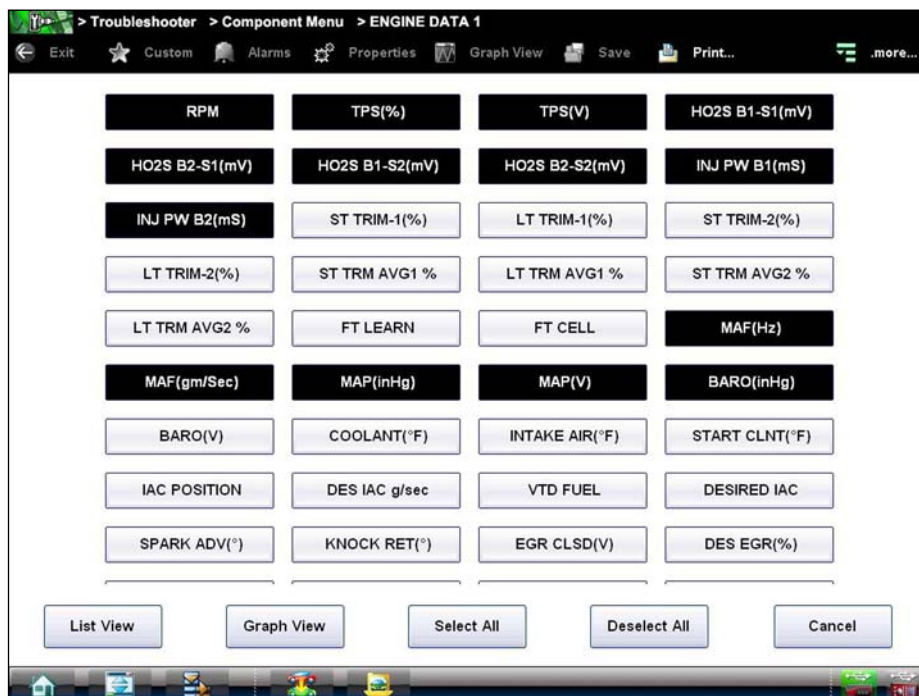 > Troubleshooter > Component Menu > ENGINE DATA 1
Exit Custom Alarms Properties Graph View Save Print... .more...
RPM TPS(%) TPS(V) HO2S B1-S1(mV)
HO2S B2-S1(mV) HO2S B1-S2(mV) HO2S B2-S2(mV) INJ PW B1(mS)
INJ PW B2(mS) ST TRIM-1(%) LT TRIM-1(%) ST TRIM-2(%)
LT TRIM-2(%) ST TRM AVG1 % LT TRM AVG1 % ST TRM AVG2 %
LT TRM AVG2 % FT LEARN FT CELL MAF(Hz)
MAF(gm/Sec) MAP(inHg) MAP(V) BARO(inHg)
BARO(V) COOLANT(°F) INTAKE AIR(°F) START CLNT(°F)
IAC POSITION DES IAC g/sec VTD FUEL DESIRED IAC
SPARK ADV(°) KNOCK RET(°) EGR CLSD(V) DES EGR(%)
List View Graph View Select All Deselect All Cancel